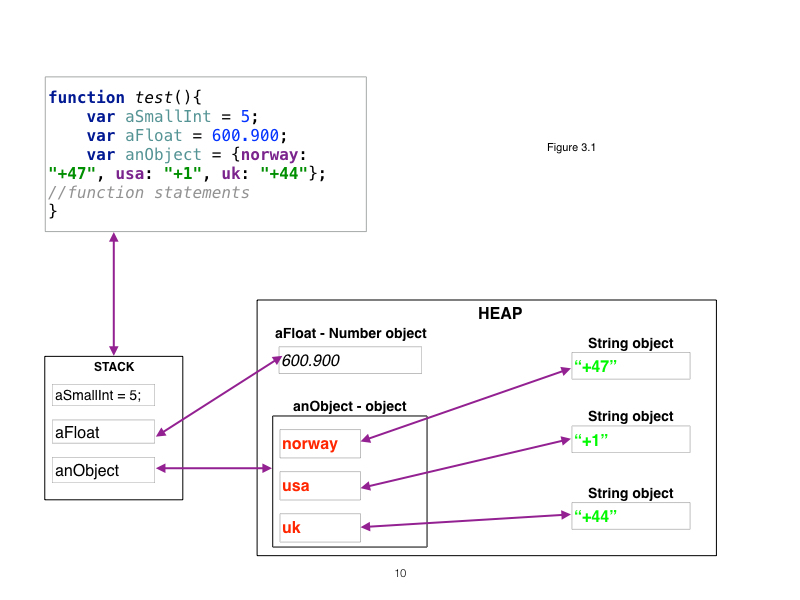 function test(){
var aSmallInt = 5;
var aFloat = 600.900;
var anObject = {norway:
"+47", usa: "+1", uk: "+44"};
//function statements
}
Figure 3.1
STACK
aSmallInt = 5;
aFloat
anObject
HEAP
aFloat - Number object
600.900
anObject - object
norway
usa
uk
String object
“+47”
String object
“+1”
String object
“+44”
10